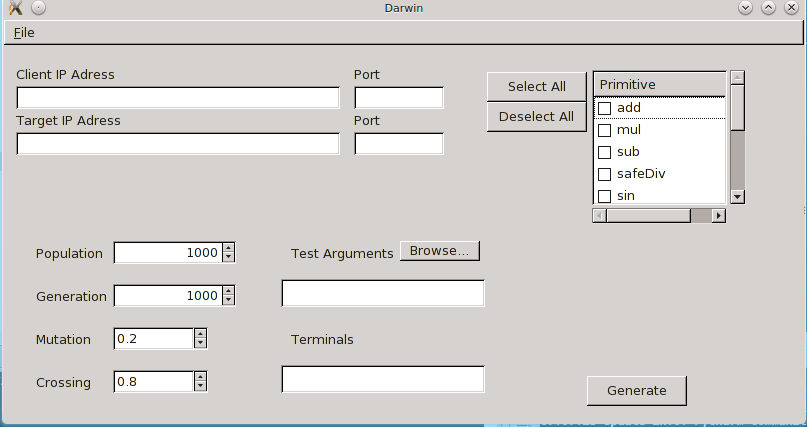 Darwin
File
Client IP Adress Port
Target IP Adress Port
Select All
Deselect All
Primitive
add
mul
sub
safeDiv
sin
Population 1000
Test Arguments Browse...
Generation 1000
Mutation 0.2
Terminals
Crossing 0.8
Generate